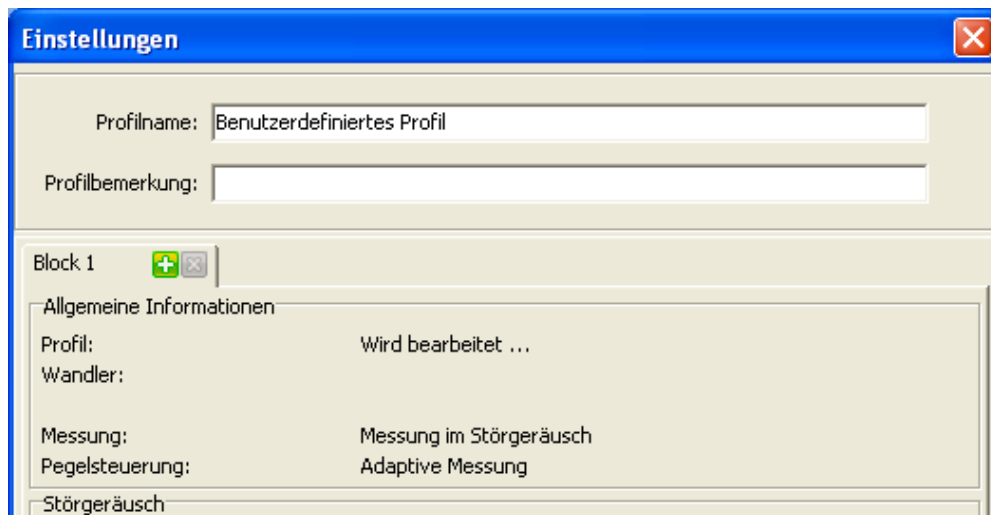 Einstellungen
Profilname: Benutzerdefiniertes Profil
Profilbemerkung:
Block 1
Allgemeine Informationen
Profil: Wird bearbeitet ...
Wandler:
Messung: Messung im Störgeräusch
Pegelsteuerung: Adaptive Messung
Störgeräusch